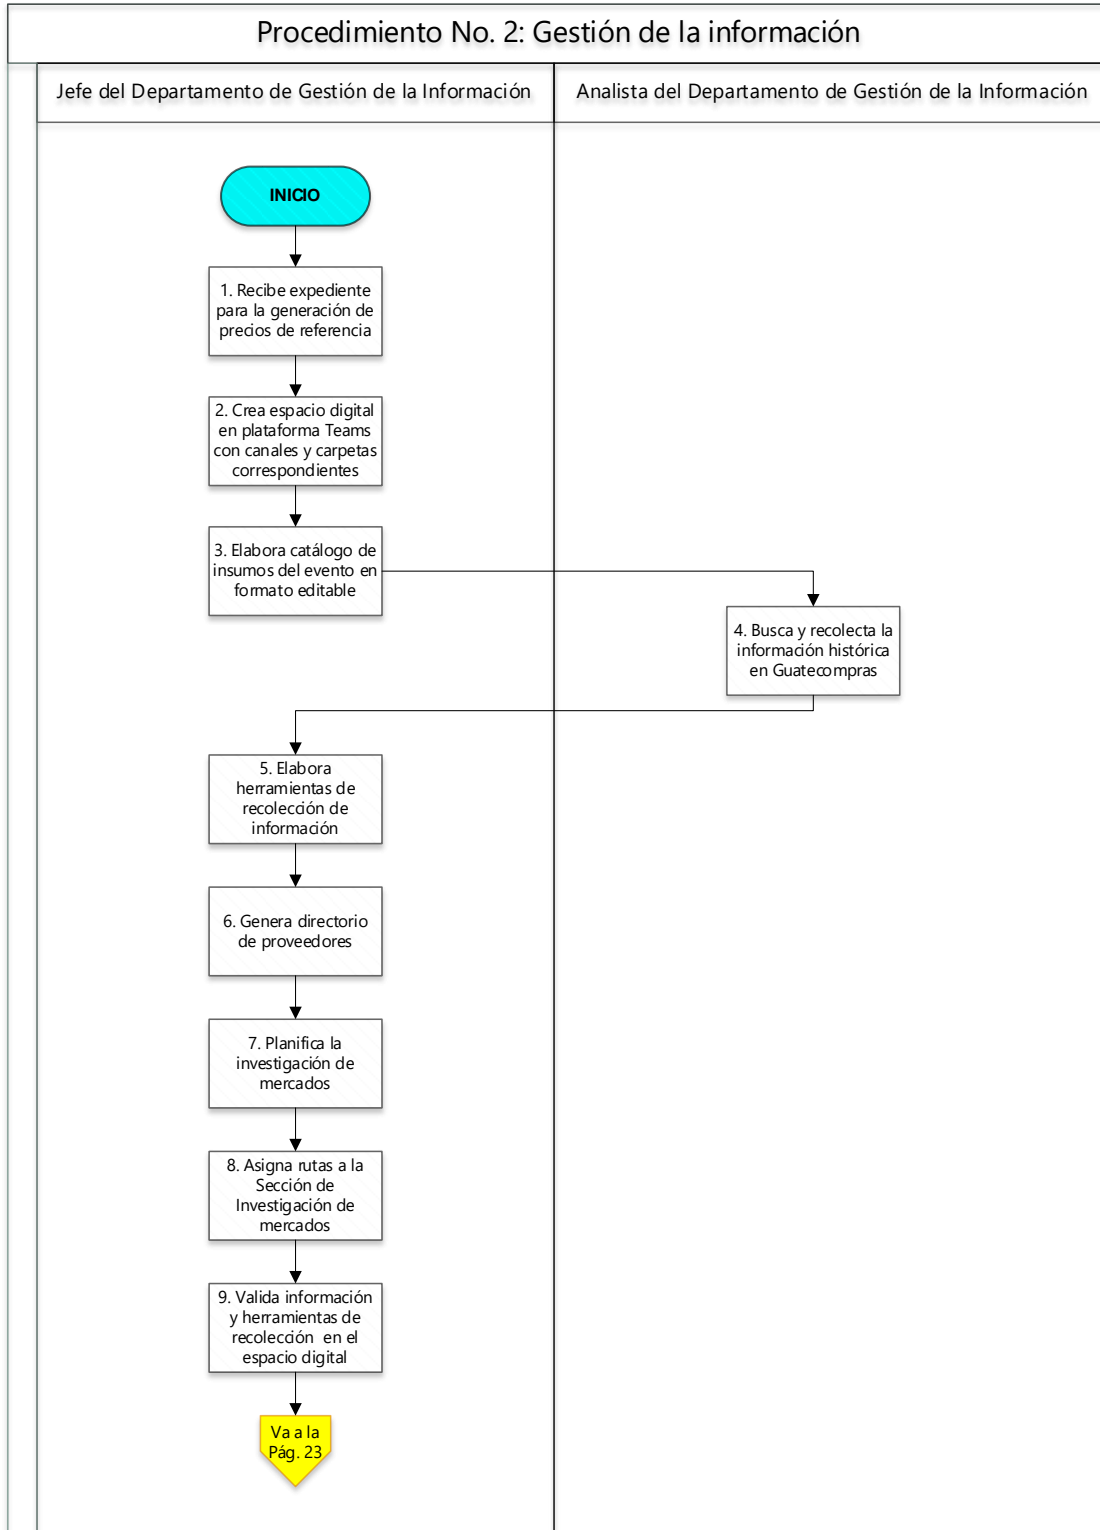 Procedimiento No. 2: Gestión de la información
Jefe del Departamento de Gestión de la Información
Analista del Departamento de Gestión de la Información
INICIO
1. Recibe expediente
para la generación de
precios de referencia
2. Crea espacio digital
en plataforma Teams
con canales y carpetas
correspondientes
3. Elabora catálogo de
insumos del evento en
formato editable
4. Busca y recolecta la
información histórica
en Guatecompras
5. Elabora
herramientas de
recolección de
información
6. Genera directorio
de proveedores
7. Planifica la
investigación de
mercados
8. Asigna rutas a la
Sección de
Investigación de
mercados
9. Valida información
y herramientas de
recolección en el
espacio digital
Va a la
Pág. 23